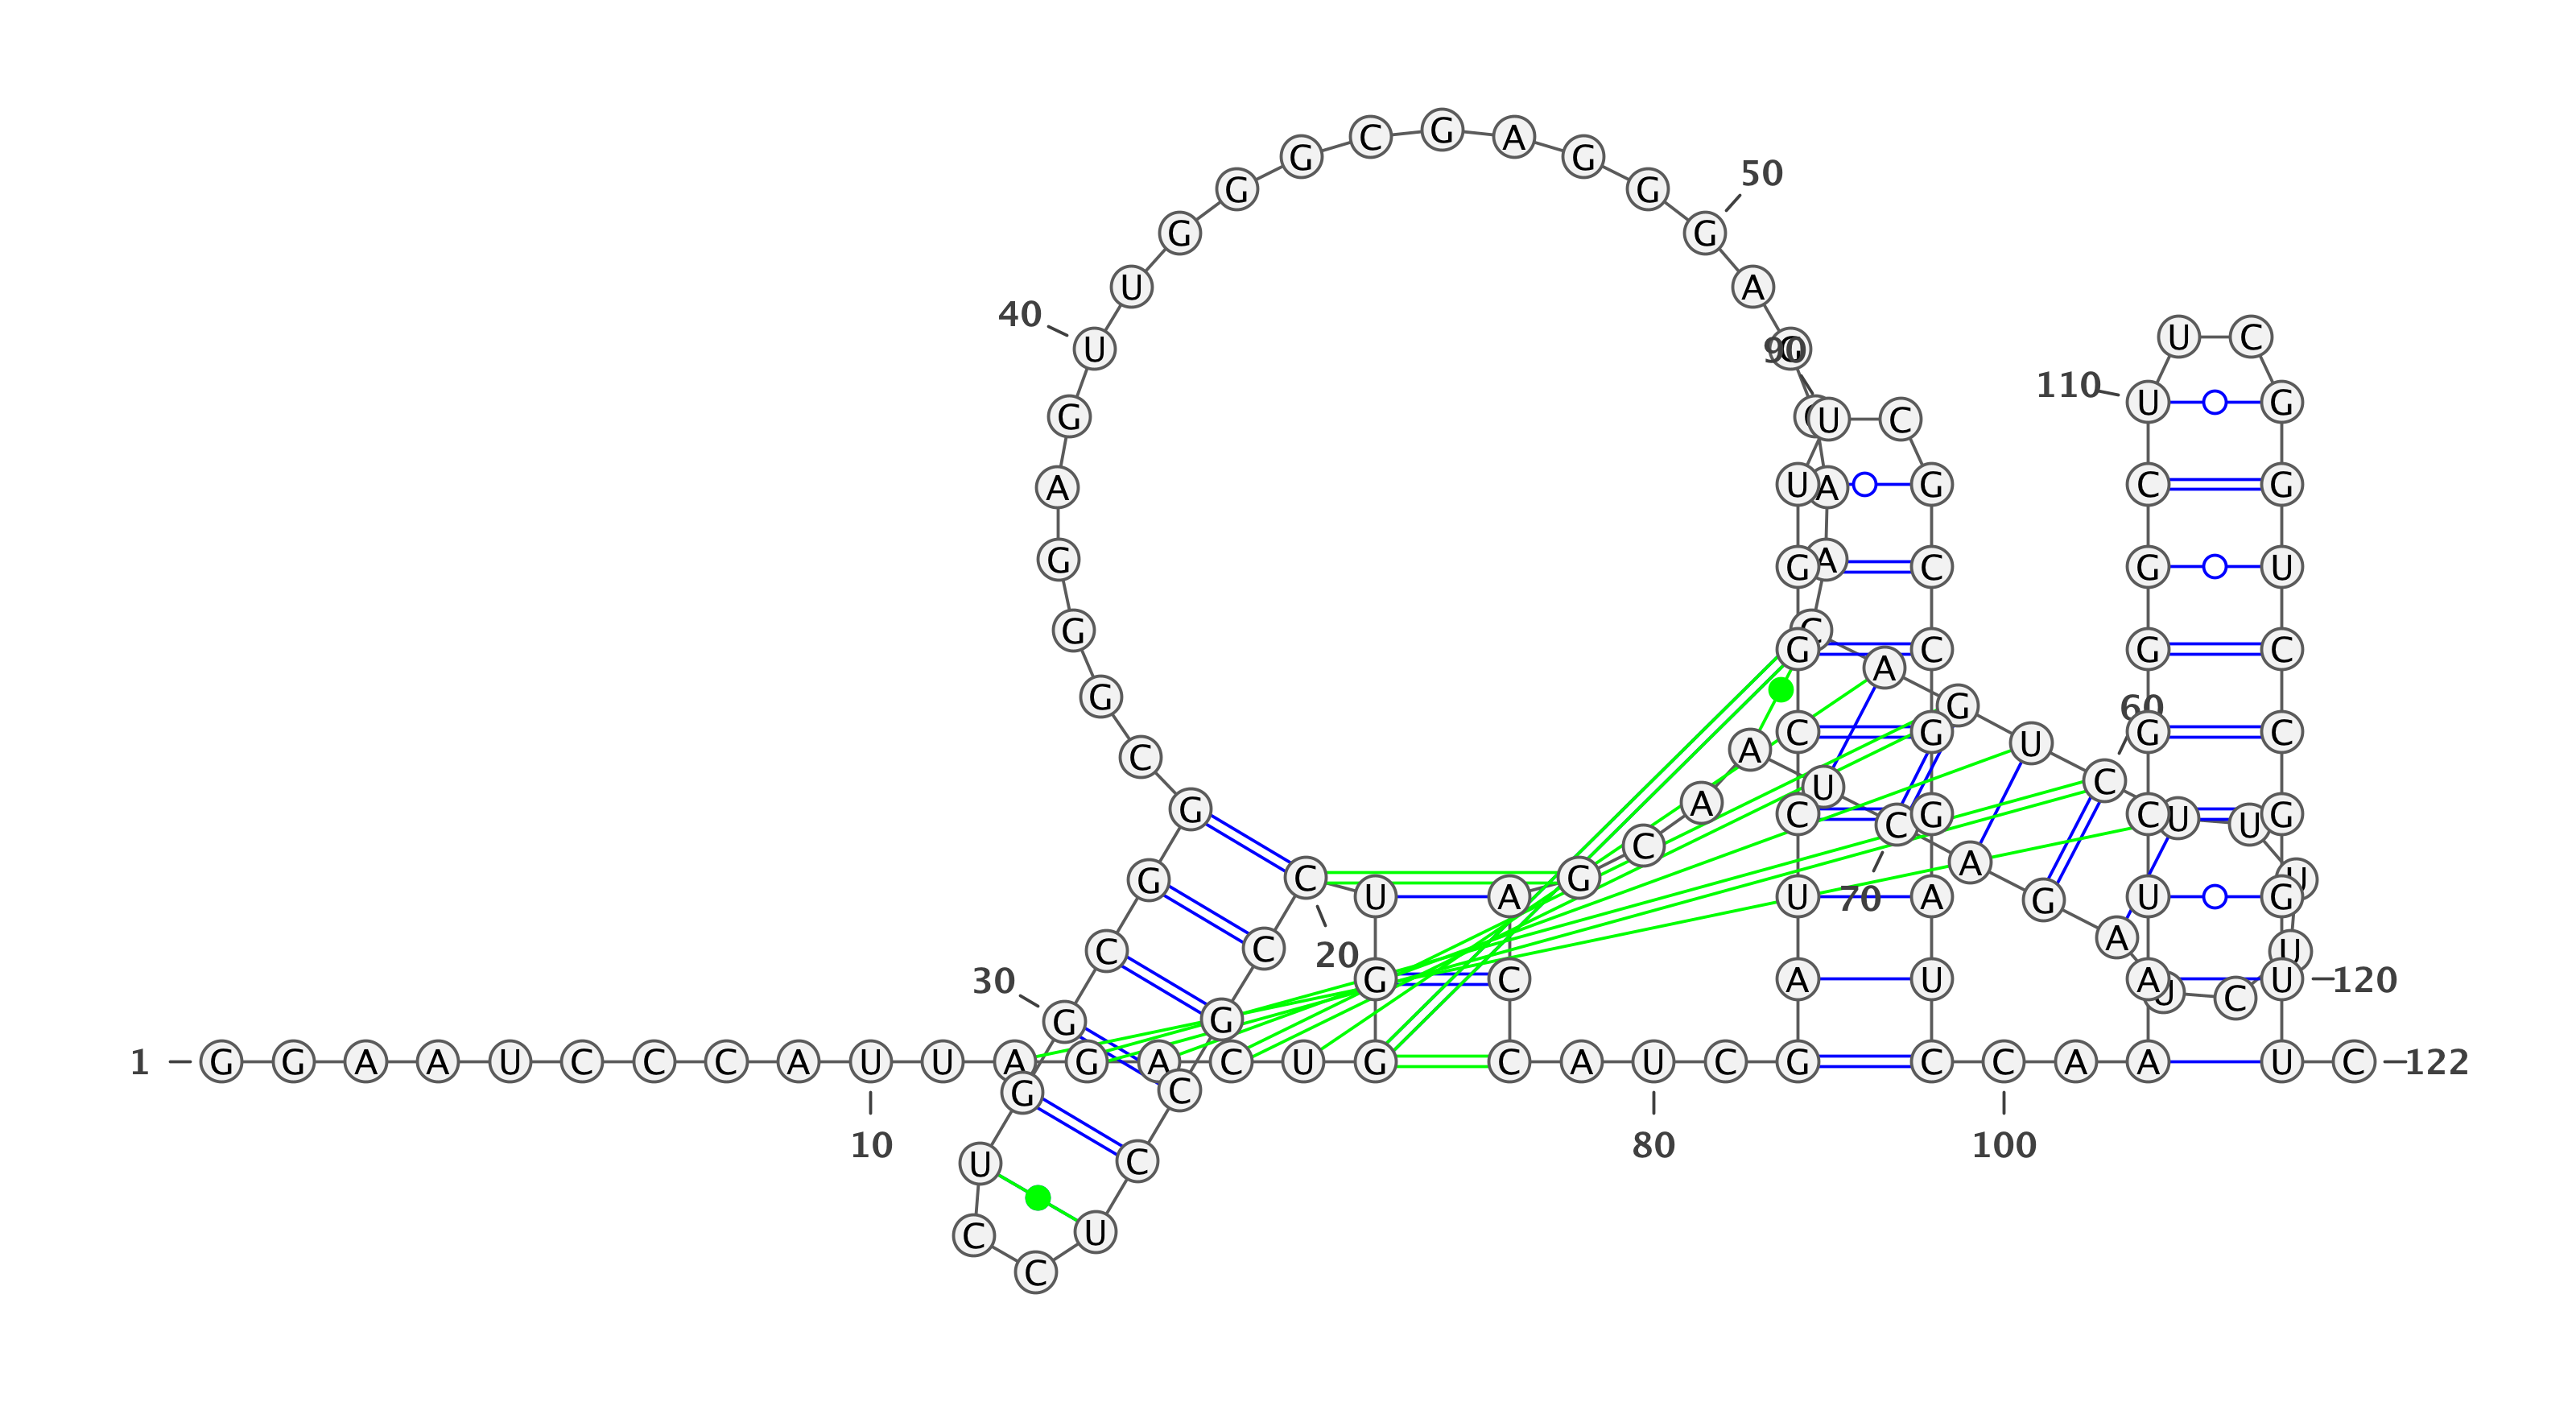 C G A
G G
50
G G
G G
U A
40
U C
U 90
110
U G
G U C
A U A G C G
G G A C G U
G G C G C
A
G G 60
C G G C
U
C A
U C
G A C C G U C U G
C A
G C G U
U A U 70 A G G
C C A
30 20 G C A U A U 120
G G U C
1 G G A A U C C C A U U A G A C U G C A U C G C C A A U C 122
G C
10 80 100
U C
C U
C